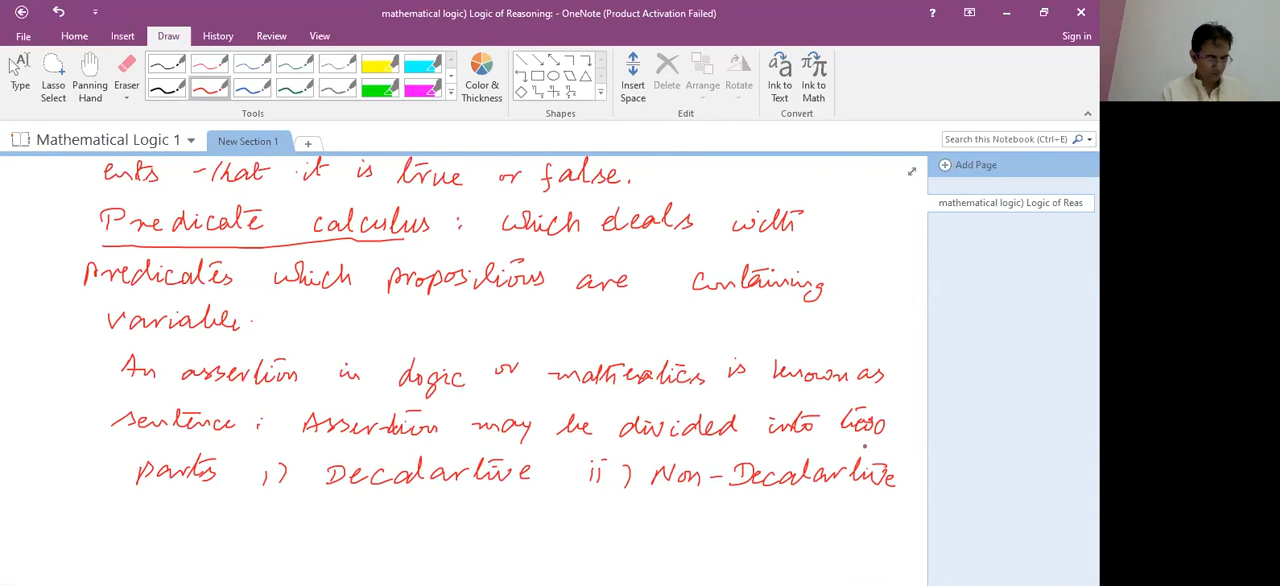 mathematical logic) Logic of Reasoning: - OneNote (Product Activation Failed)
File Home Insert Draw History Review View Sign in
Type Lasso Select Panning Hand Eraser Color & Thickness Insert Space Delete Arrange Rotate Ink to Text Ink to Math
Tools Shapes Edit Convert
Mathematical Logic 1 New Section 1 Search this Notebook (Ctrl+E)
Add Page
mathematical logic) Logic of Reas
ents that it is true or false.
Predicate calculus : which deals with
predicates which propositions are containing
variable.
An assertion in logic or mathematics is known as
sentence : Assertion may be divided into two
parts i) Decalartive ii) Non-Decalartive